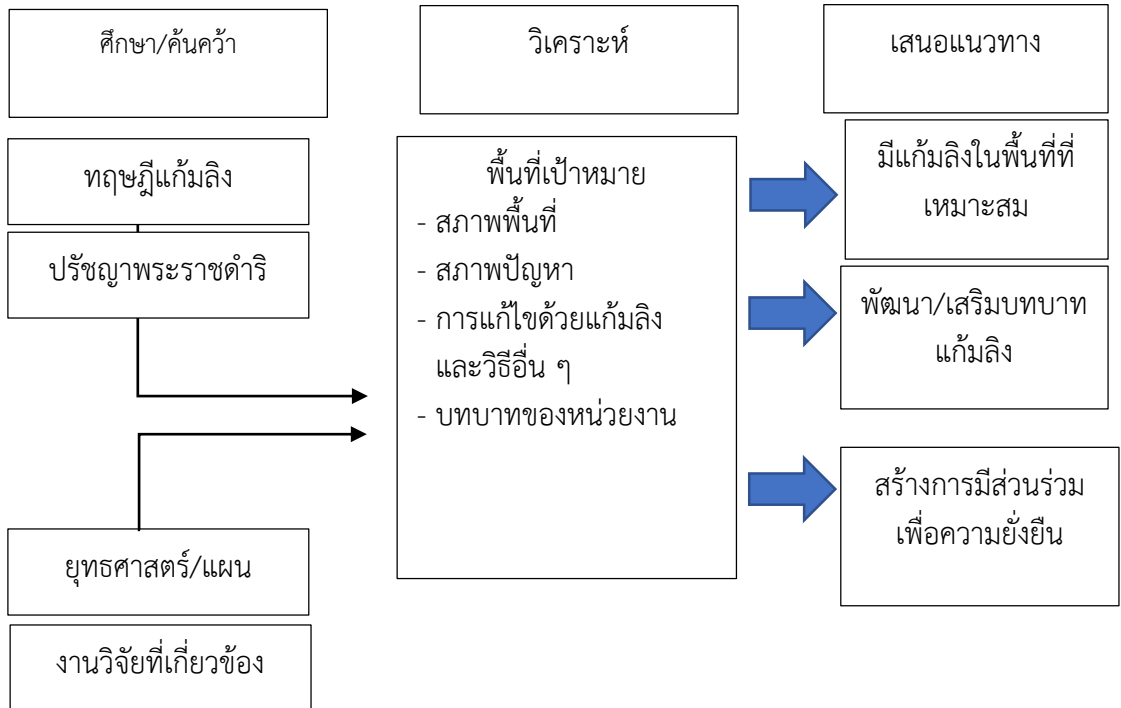 ศึกษา/ค้นคว้า
วิเคราะห์
เสนอแนวทาง
ทฤษฎีแก้มลิง
ปรัชญาพระราชดำริ
ยุทธศาสตร์/แผน
งานวิจัยที่เกี่ยวข้อง
พื้นที่เป้าหมาย
- สภาพพื้นที่
- สภาพปัญหา
- การแก้ไขด้วยแก้มลิง
และวิธีอื่น ๆ
- บทบาทของหน่วยงาน
มีแก้มลิงในพื้นที่ที่
เหมาะสม
พัฒนา/เสริมบทบาท
แก้มลิง
สร้างการมีส่วนร่วม
เพื่อความยั่งยืน